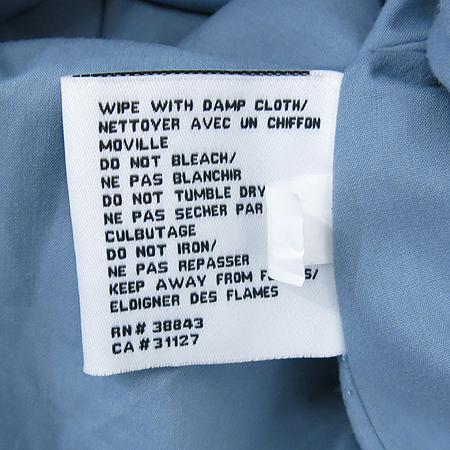 WIPE WITH DAMP CLOTH/
NETTOYER AVEC UN CHIFFON
MOVILLE
DO NOT BLEACH/
NE PAS BLANCHIR
DO NOT TUMBLE DRY
NE PAS SECHER PAR
CULBUTAGE
DO NOT IRON/
NE PAS REPASSER
KEEP AWAY FROM
ELOIGNER DES FLAMES
RN# 38843
CA #31127